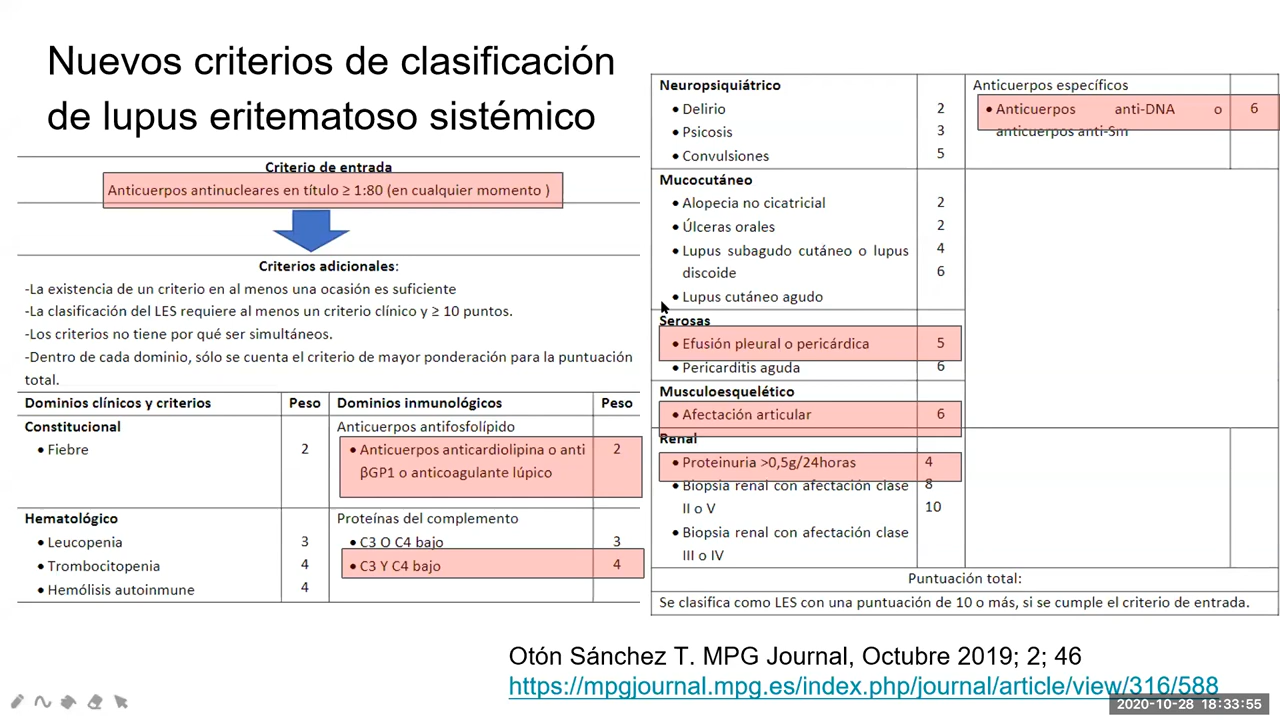 Nuevos criterios de clasificación
de lupus eritematoso sistémico
Criterio de entrada
Anticuerpos antinucleares en título ≥ 1:80 (en cualquier momento )
Criterios adicionales:
-La existencia de un criterio en al menos una ocasión es suficiente
-La clasificación del LES requiere al menos un criterio clínico y ≥ 10 puntos.
-Los criterios no tiene por qué ser simultáneos.
-Dentro de cada dominio, sólo se cuenta el criterio de mayor ponderación para la puntuación
total.
Dominios clínicos y criterios Peso Dominios inmunológicos Peso
Constitucional Anticuerpos antifosfolípido
• Fiebre 2 • Anticuerpos anticardiolipina o anti 2
βGP1 o anticoagulante lúpico
Hematológico Proteínas del complemento
• Leucopenia 3 • C3 O C4 bajo 3
• Trombocitopenia 4 • C3 Y C4 bajo 4
• Hemólisis autoinmune 4
Neuropsiquiátrico Anticuerpos específicos
• Delirio 2 • Anticuerpos anti-DNA o 6
• Psicosis 3 anticuerpos anti-Sm
• Convulsiones 5
Mucocutáneo
• Alopecia no cicatricial 2
• Úlceras orales 2
• Lupus subagudo cutáneo o lupus 4
discoide 6
• Lupus cutáneo agudo
Serosas
• Efusión pleural o pericárdica 5
• Pericarditis aguda 6
Musculoesquelético
• Afectación articular 6
Renal
• Proteinuria >0,5g/24horas 4
• Biopsia renal con afectación clase 8
II o V 10
• Biopsia renal con afectación clase
III o IV
Puntuación total:
Se clasifica como LES con una puntuación de 10 o más, si se cumple el criterio de entrada.
Otón Sánchez T. MPG Journal, Octubre 2019; 2; 46
https://mpgjournal.mpg.es/index.php/journal/article/view/316/588
2020-10-28 18:33:55